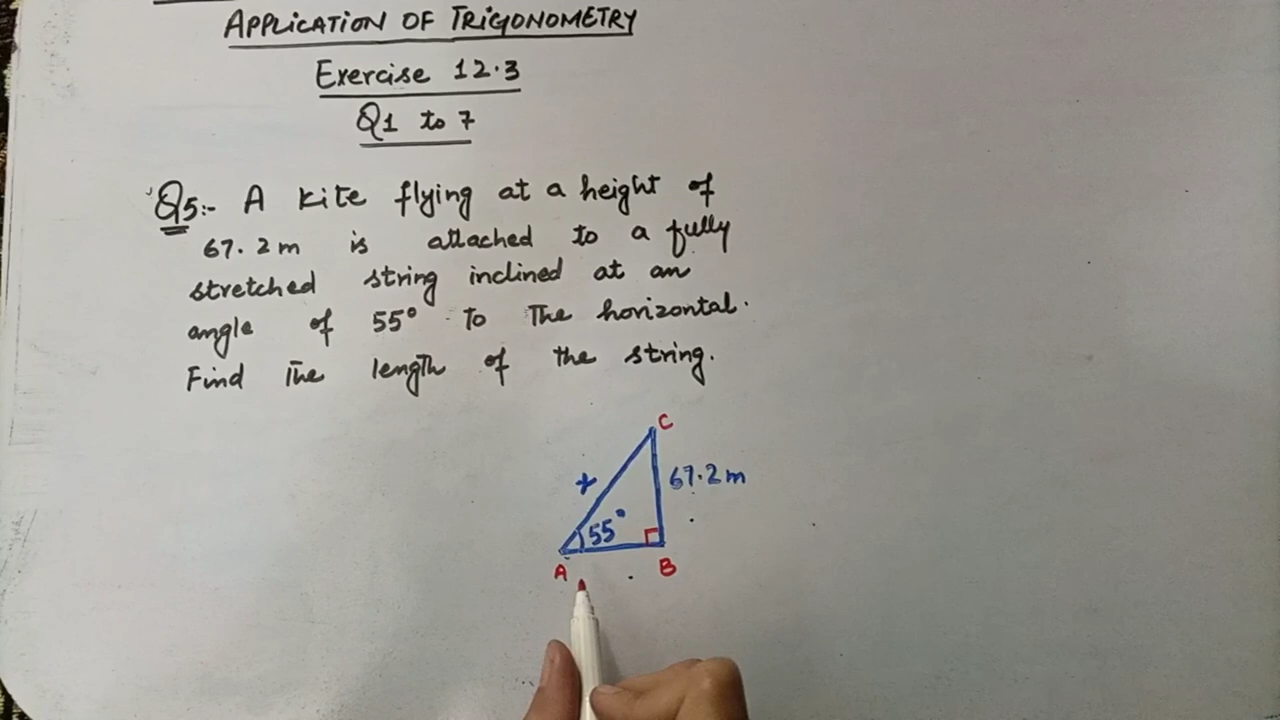 APPLICATION OF TRIGONOMETRY
Exercise 12.3
Q1 to 7
Q5:- A kite flying at a height of
67.2m is attached to a fully
stretched string inclined at an
angle of 55° to The horizontal.
Find The length of the string.
C
x
67.2m
55°
A
B